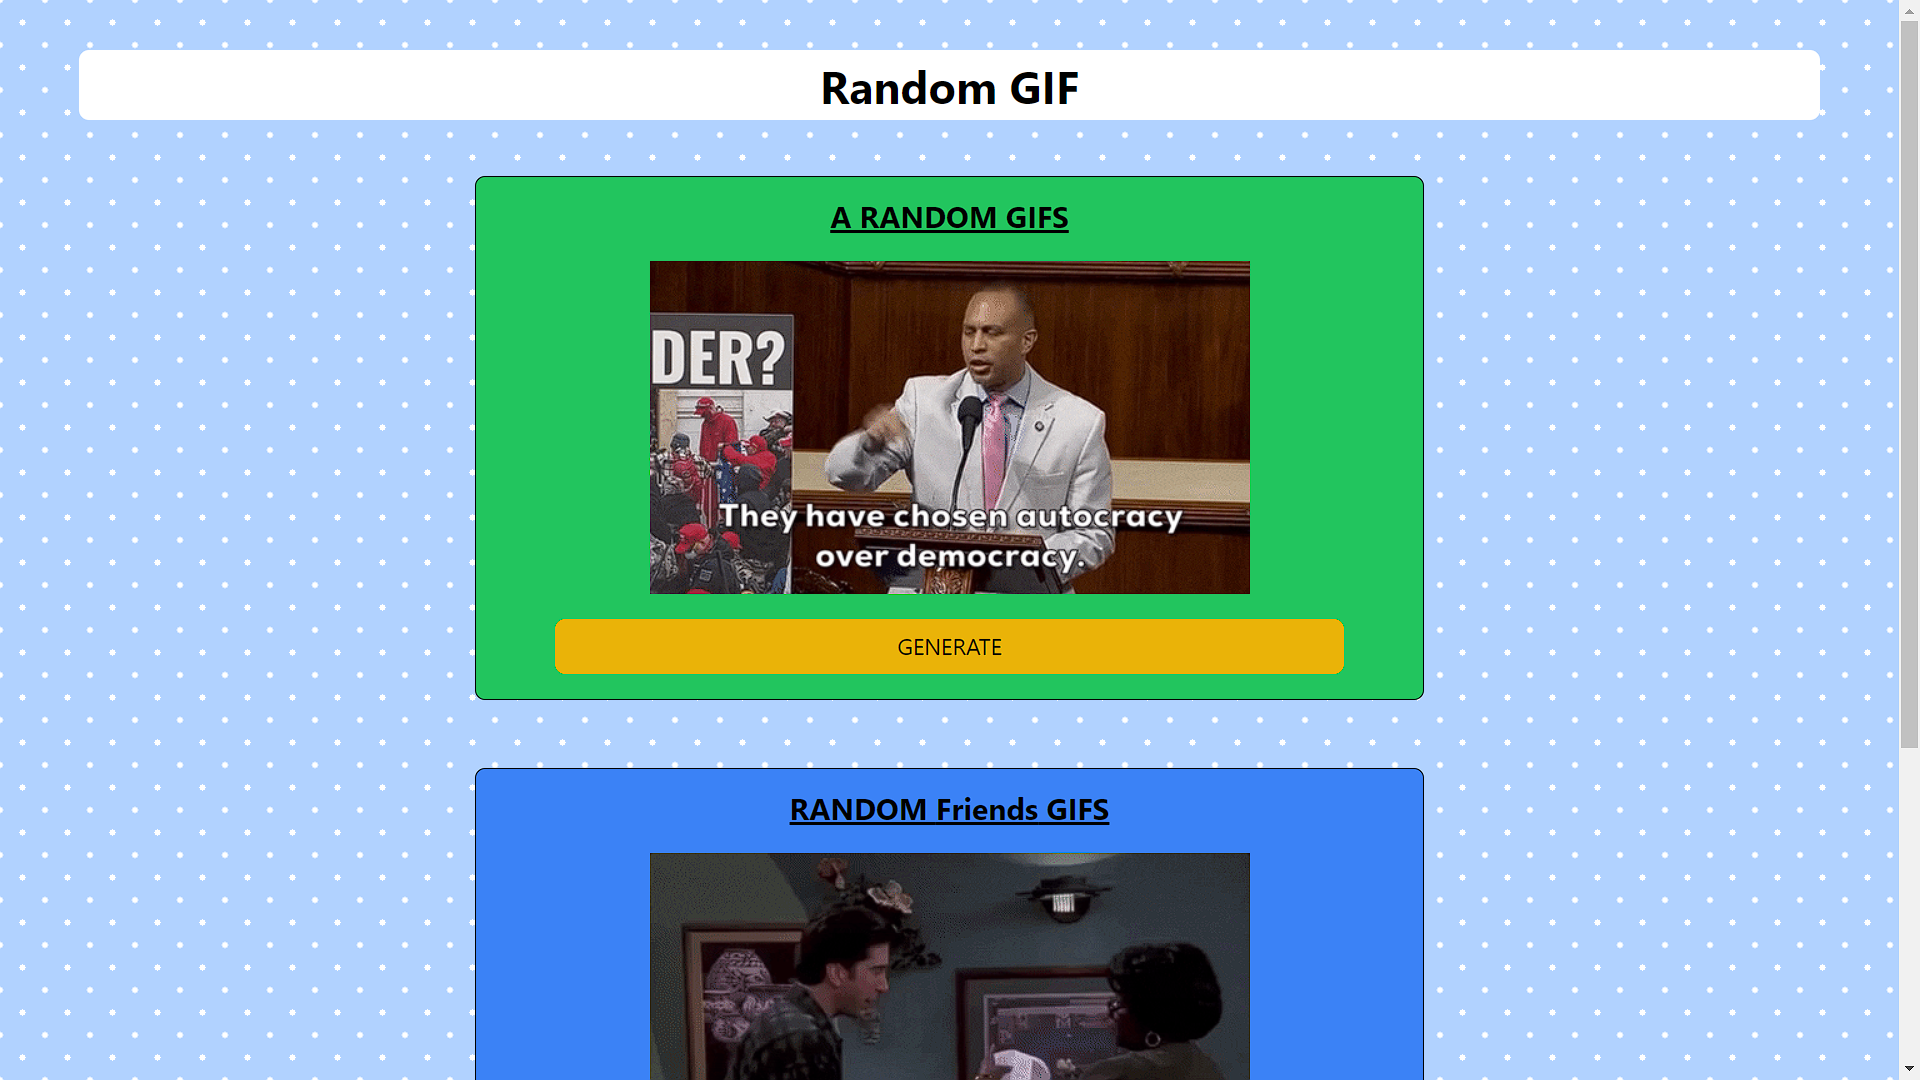 Random GIF
A RANDOM GIFS
DER?
They have chosen autocracy
over democracy.
GENERATE
RANDOM Friends GIFS